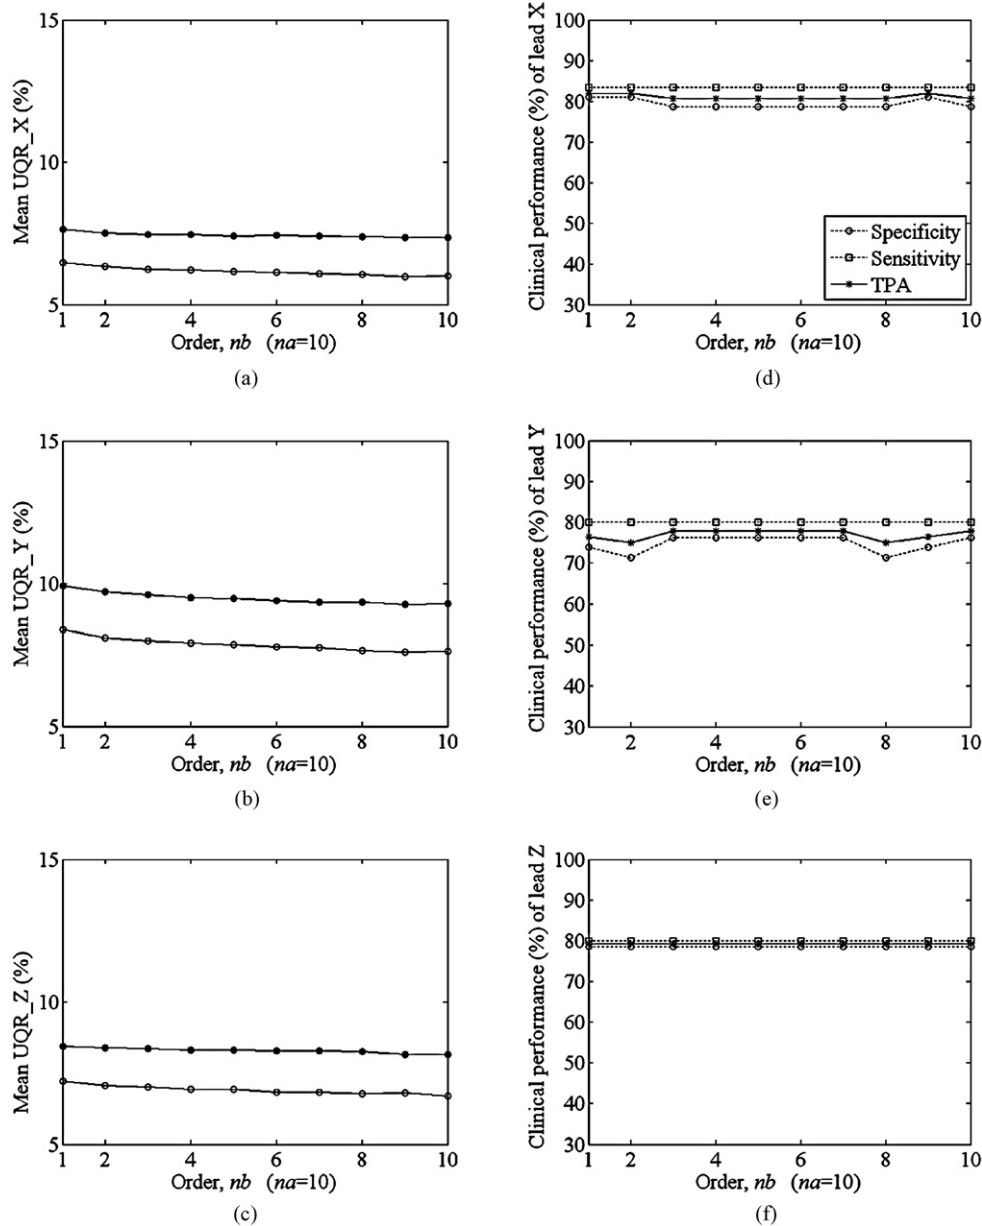 Mean UQR_X (%)
15
10
5
1 2 4 6 8 10
Order, nb (na=10)
(a)
Clinical performance (%) of lead X
100
90
80
70
60
50
40
30
Specificity
Sensitivity
TPA
1 2 4 6 8 10
Order, nb (na=10)
(d)
Mean UQR_Y (%)
15
10
5
1 2 4 6 8 10
Order, nb (na=10)
(b)
Clinical performance (%) of lead Y
100
90
80
70
60
50
40
30
1 2 4 6 8 10
Order, nb (na=10)
(e)
Mean UQR_Z (%)
15
10
5
1 2 4 6 8 10
Order, nb (na=10)
(c)
Clinical performance (%) of lead Z
100
90
80
70
60
50
40
30
1 2 4 6 8 10
Order, nb (na=10)
(f)